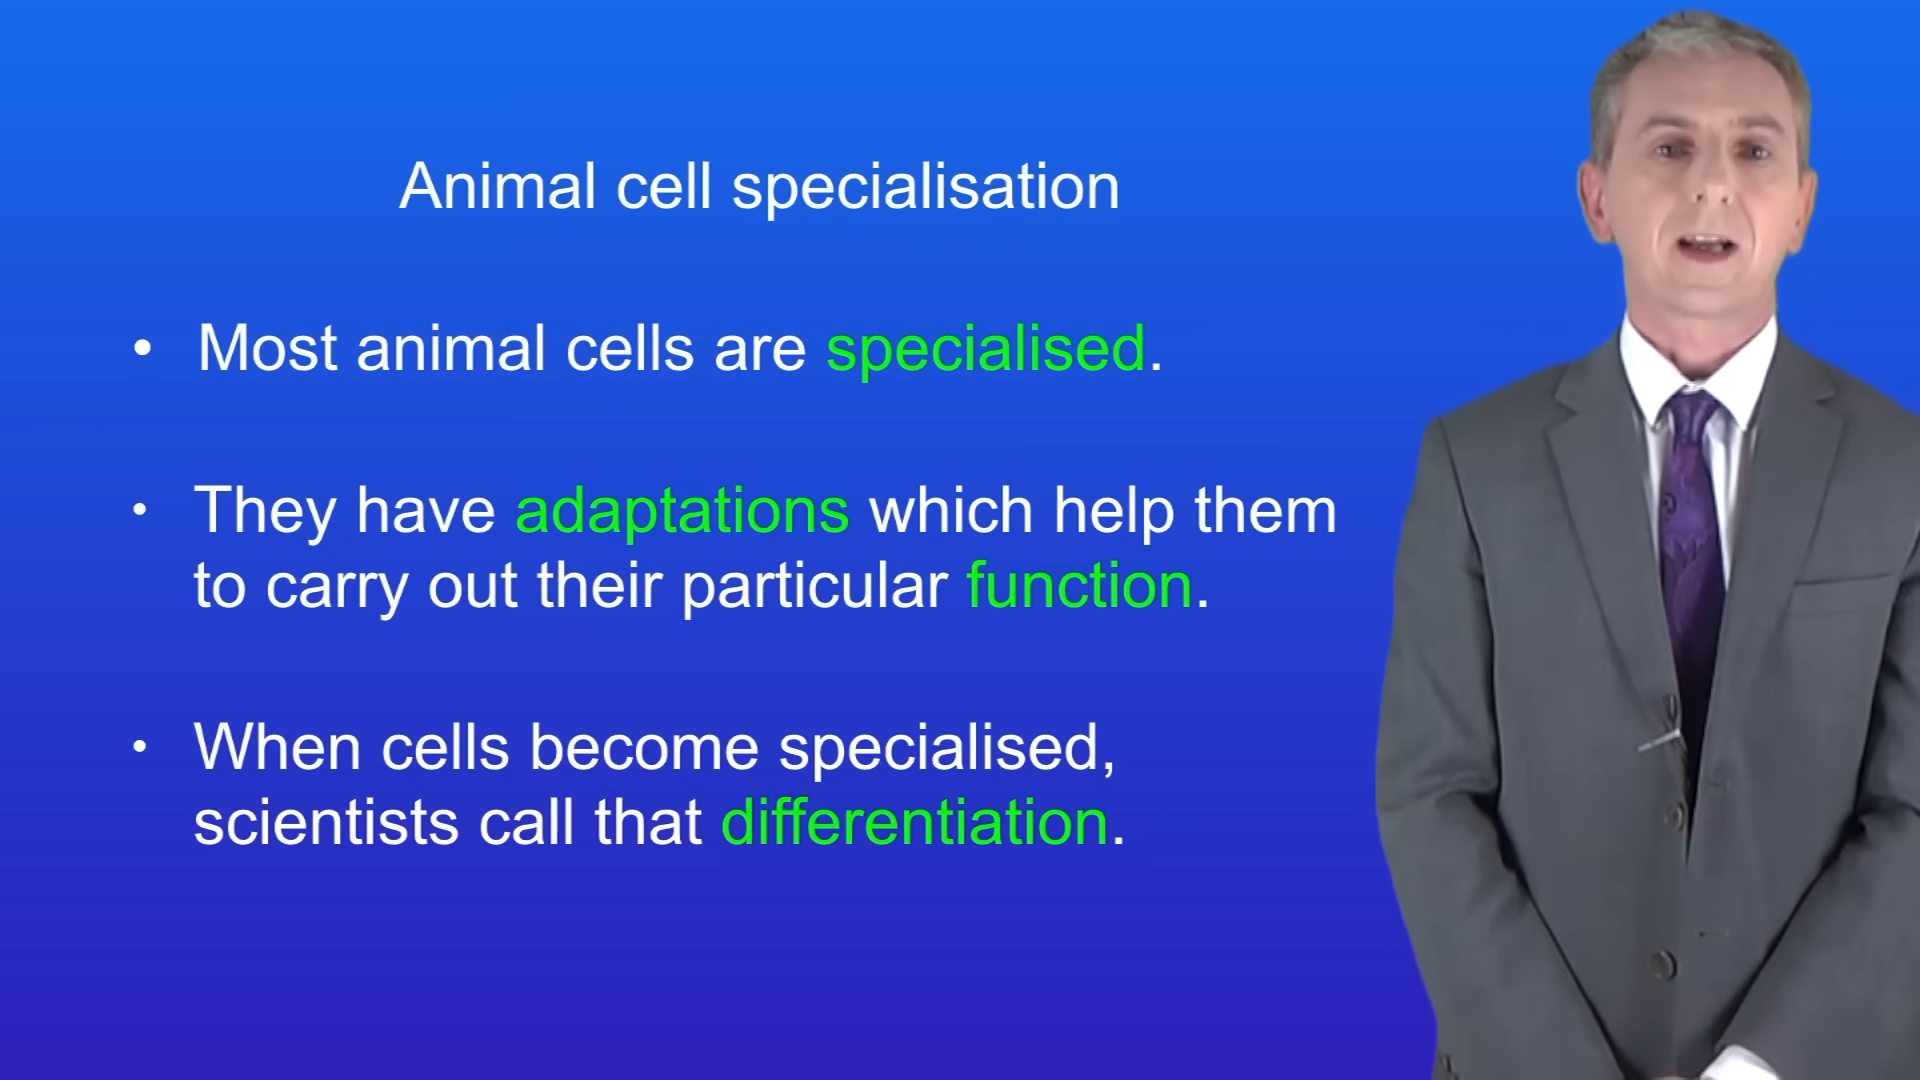 Animal cell specialisation
• Most animal cells are specialised.
• They have adaptations which help them
to carry out their particular function.
• When cells become specialised,
scientists call that differentiation.